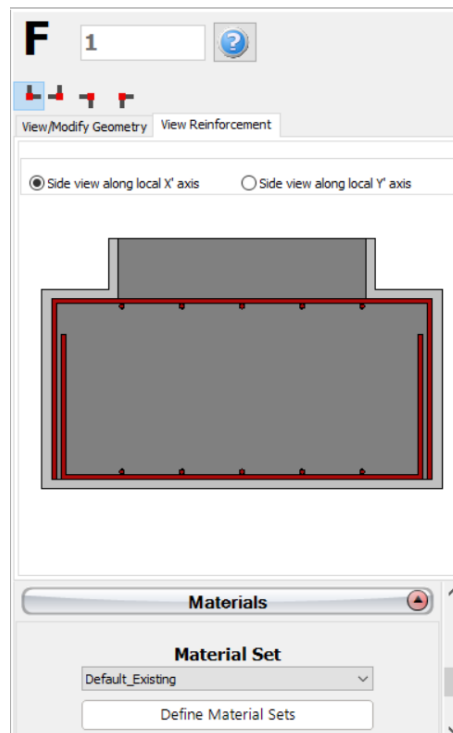 F 1
View/Modify Geometry View Reinforcement
Side view along local X' axis Side view along local Y' axis
Materials
Material Set
Default_Existing
Define Material Sets